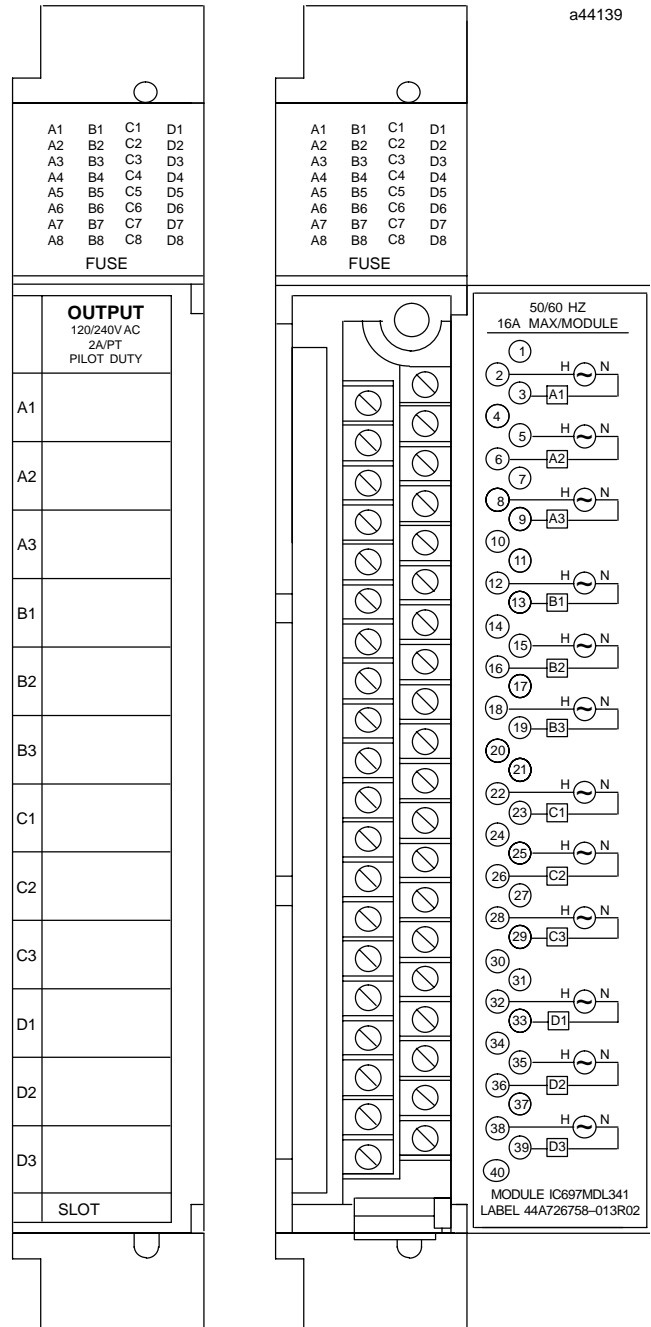 a44139
A1 B1 C1 D1
A2 B2 C2 D2
A3 B3 C3 D3
A4 B4 C4 D4
A5 B5 C5 D5
A6 B6 C6 D6
A7 B7 C7 D7
A8 B8 C8 D8
FUSE
OUTPUT
120/240V AC
2A/PT
PILOT DUTY
A1
A2
A3
B1
B2
B3
C1
C2
C3
D1
D2
D3
SLOT
A1 B1 C1 D1
A2 B2 C2 D2
A3 B3 C3 D3
A4 B4 C4 D4
A5 B5 C5 D5
A6 B6 C6 D6
A7 B7 C7 D7
A8 B8 C8 D8
FUSE
50/60 HZ
16A MAX/MODULE
1
2 H ~ N
3 A1
4
5 H ~ N
6 A2
7
8 H ~ N
9 A3
10
11
12 H ~ N
13 B1
14
15 H ~ N
16 B2
17
18 H ~ N
19 B3
20
21
22 H ~ N
23 C1
24
25 H ~ N
26 C2
27
28 H ~ N
29 C3
30
31
32 H ~ N
33 D1
34
35 H ~ N
36 D2
37
38 H ~ N
39 D3
40
MODULE IC697MDL341
LABEL 44A726758–013R02